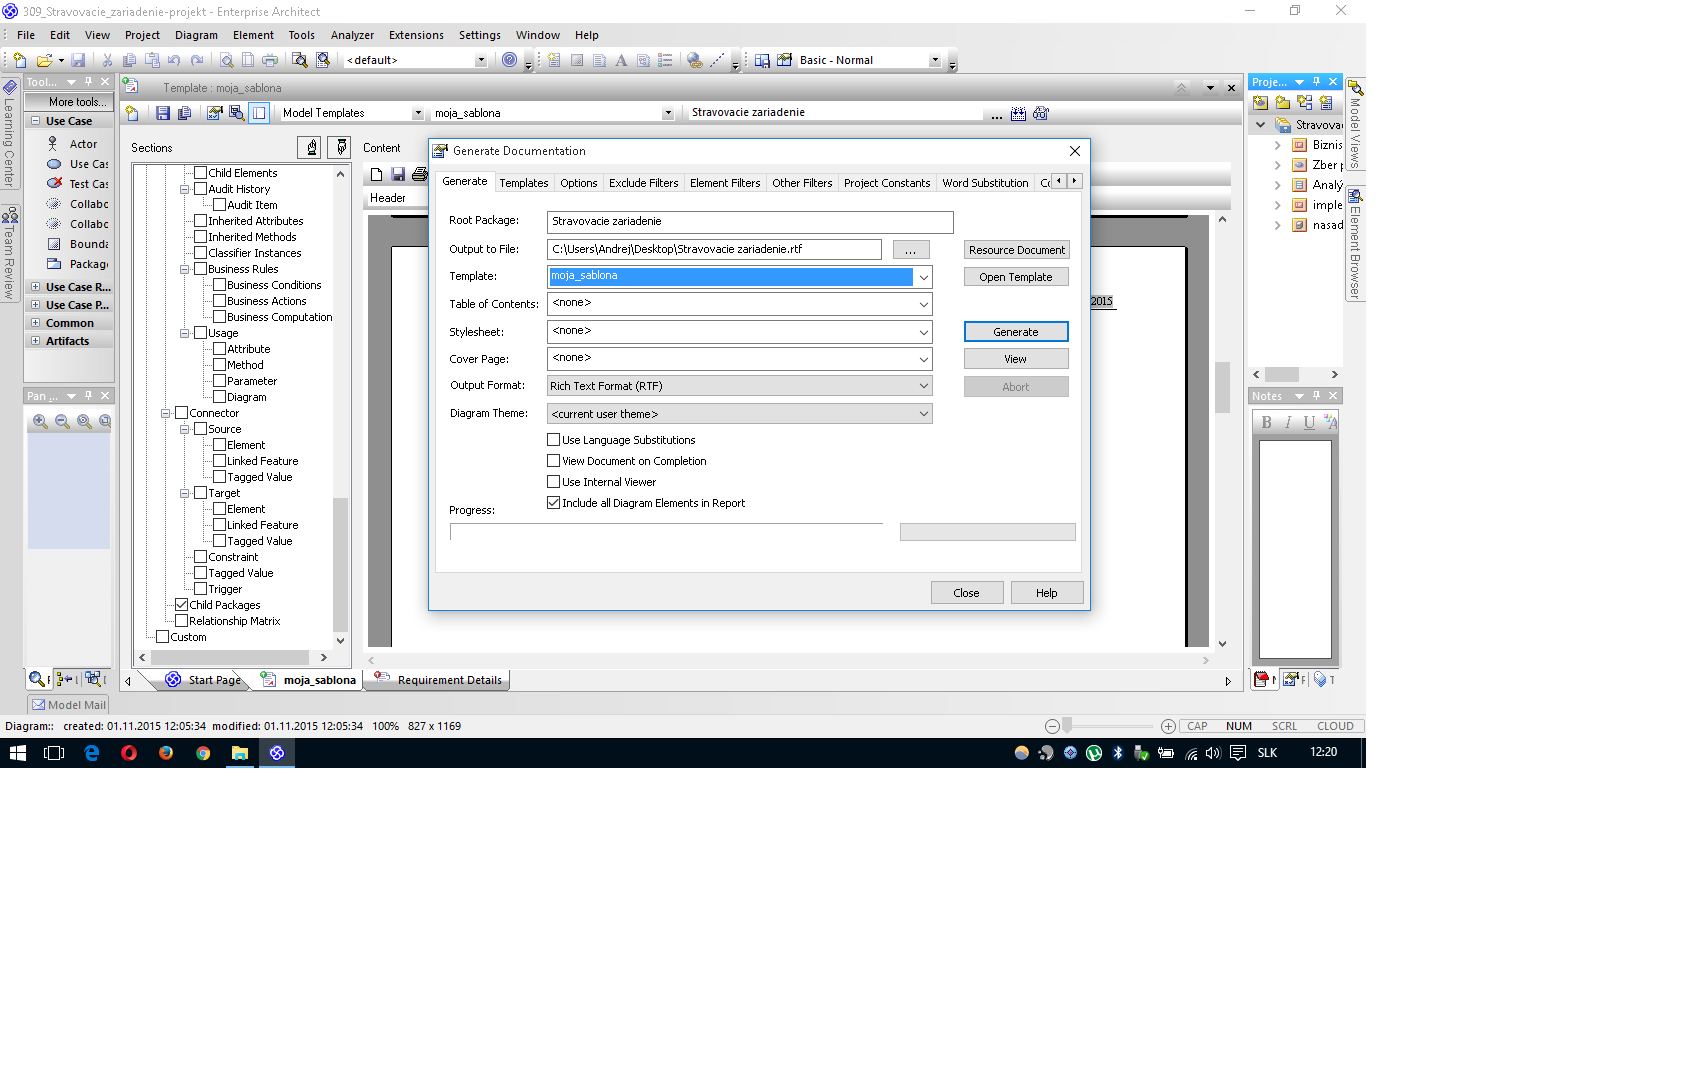 309_Stravovacie_zariadenie-projekt - Enterprise Architect
File Edit View Project Diagram Element Tools Analyzer Extensions Settings Window Help
<default>
Basic - Normal
Tool...
More tools...
Use Case
Actor
Use Cas
Test Cas
Collabo
Collabo
Bounda
Package
Use Case R...
Use Case P...
Common
Artifacts
Learning Center
Team Review
Pan ...
Template : moja_sablona
Model Templates
moja_sablona
Stravovacie zariadenie
...
Sections
Content
Header
Child Elements
Audit History
Audit Item
Inherited Attributes
Inherited Methods
Classifier Instances
Business Rules
Business Conditions
Business Actions
Business Computation
Usage
Attribute
Method
Parameter
Diagram
Connector
Source
Element
Linked Feature
Tagged Value
Target
Element
Linked Feature
Tagged Value
Constraint
Tagged Value
Trigger
Child Packages
Relationship Matrix
Custom
Generate Documentation
Generate Templates Options Exclude Filters Element Filters Other Filters Project Constants Word Substitution Co
Root Package: Stravovacie zariadenie
Output to File: C:\Users\Andrej\Desktop\Stravovacie zariadenie.rtf ... Resource Document
Template: moja_sablona Open Template
Table of Contents: <none>
Stylesheet: <none> Generate
Cover Page: <none> View
Output Format: Rich Text Format (RTF) Abort
Diagram Theme: <current user theme>
Use Language Substitutions
View Document on Completion
Use Internal Viewer
Include all Diagram Elements in Report
Progress:
Close Help
2015
Proje...
Stravova
Biznis
Zber p
Analý
imple
nasad
Model Views
Element Browser
Notes
B I U A
Start Page
moja_sablona
Requirement Details
Model Mail
Diagram:: created: 01.11.2015 12:05:34 modified: 01.11.2015 12:05:34 100% 827 x 1169
CAP NUM SCRL CLOUD
SLK 12:20